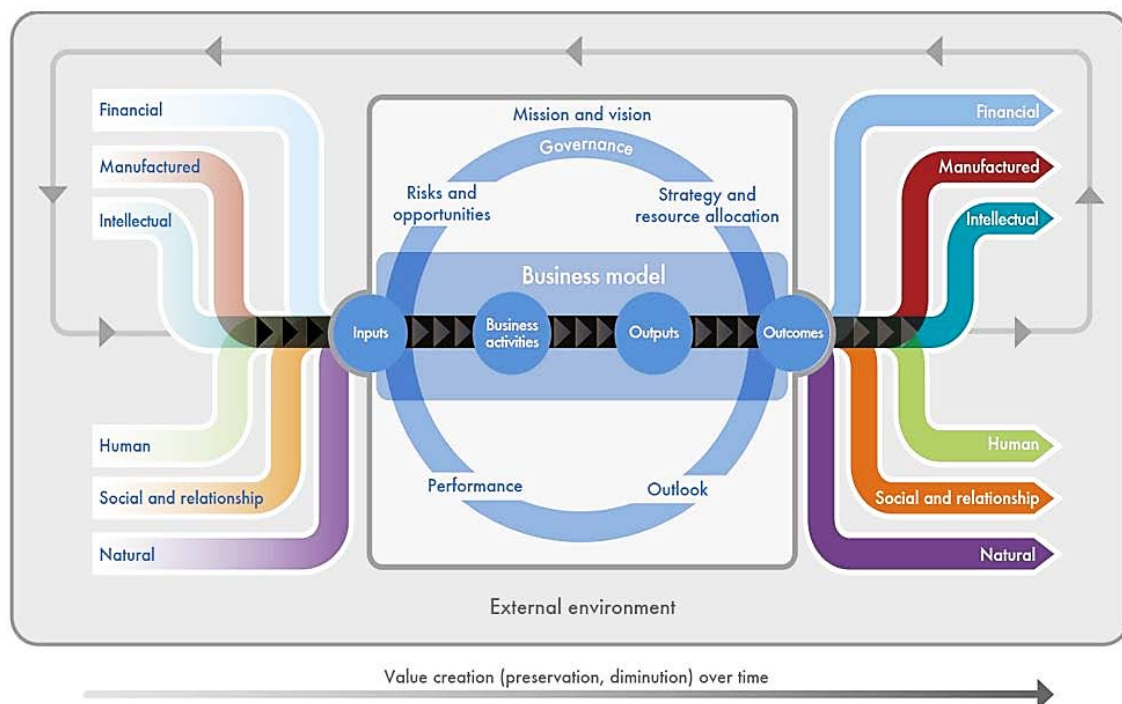 Financial
Manufactured
Intellectual
Human
Social and relationship
Natural
Mission and vision
Governance
Risks and
opportunities
Strategy and
resource allocation
Business model
Inputs
Business
activities
Outputs
Outcomes
Performance
Outlook
Financial
Manufactured
Intellectual
Human
Social and relationship
Natural
External environment
Value creation (preservation, diminution) over time